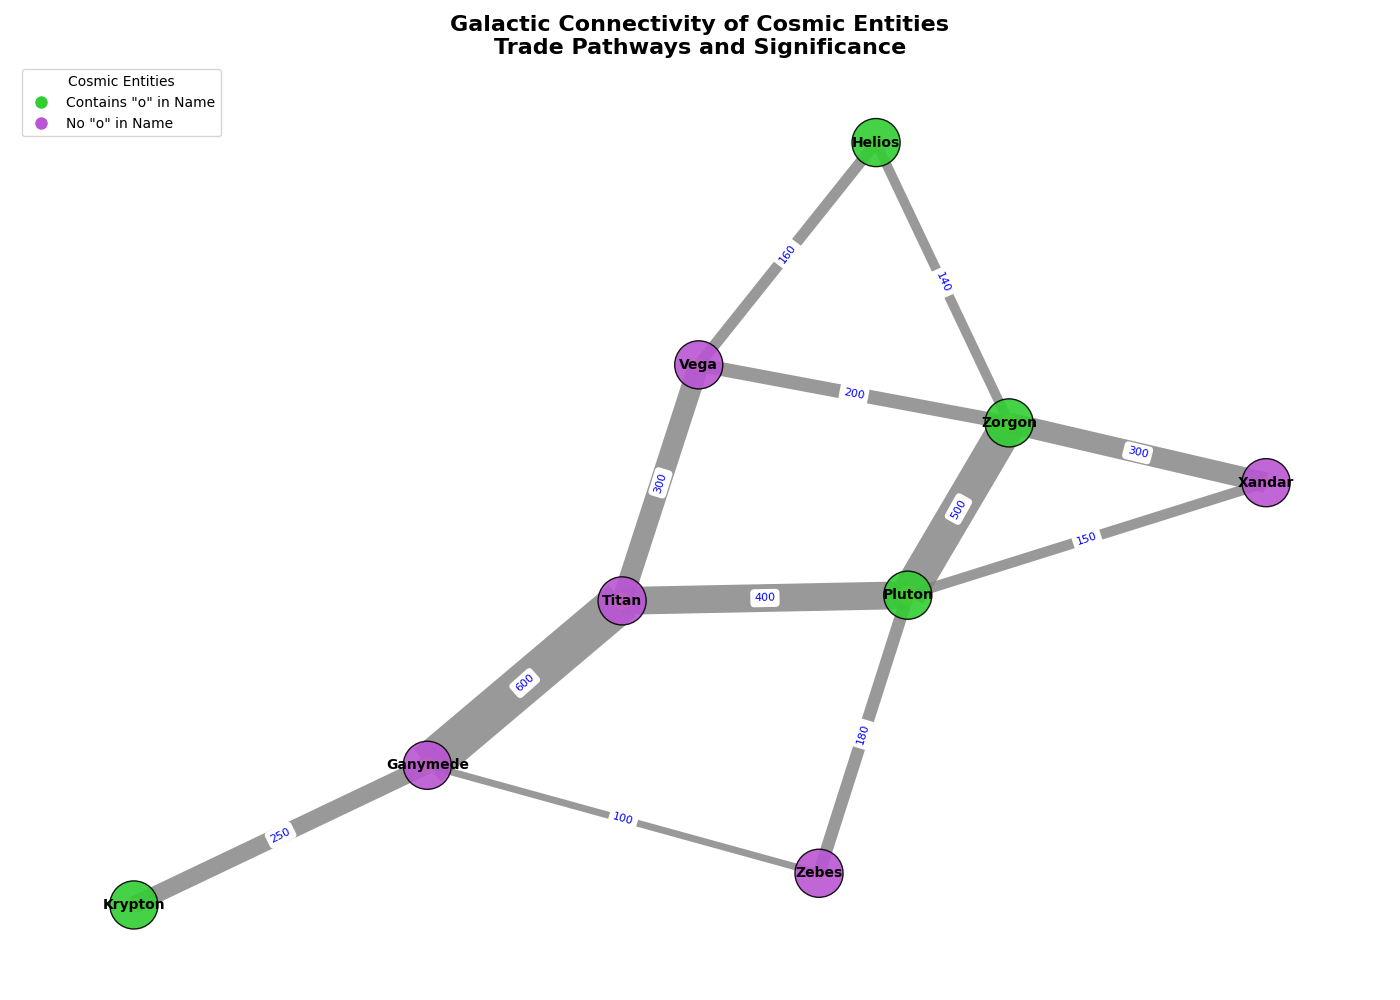 Galactic Connectivity of Cosmic Entities
Trade Pathways and Significance
Cosmic Entities
Contains "o" in Name
No "o" in Name
Helios
160
140
Vega
200
Zorgon
300
Xandar
300
500
150
Titan
400
Pluton
600
180
Ganymede
100
250
Zebes
Krypton